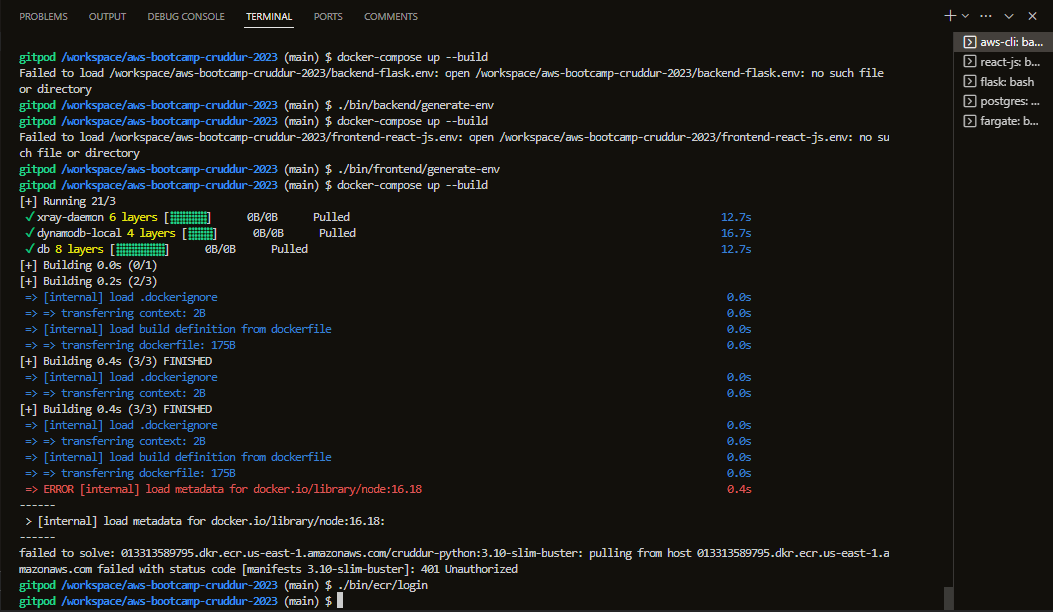 PROBLEMS OUTPUT DEBUG CONSOLE TERMINAL PORTS COMMENTS
gitpod /workspace/aws-bootcamp-cruddur-2023 (main) $ docker-compose up --build
Failed to load /workspace/aws-bootcamp-cruddur-2023/backend-flask.env: open /workspace/aws-bootcamp-cruddur-2023/backend-flask.env: no such file
or directory
gitpod /workspace/aws-bootcamp-cruddur-2023 (main) $ ./bin/backend/generate-env
gitpod /workspace/aws-bootcamp-cruddur-2023 (main) $ docker-compose up --build
Failed to load /workspace/aws-bootcamp-cruddur-2023/frontend-react-js.env: open /workspace/aws-bootcamp-cruddur-2023/frontend-react-js.env: no su
ch file or directory
gitpod /workspace/aws-bootcamp-cruddur-2023 (main) $ ./bin/frontend/generate-env
gitpod /workspace/aws-bootcamp-cruddur-2023 (main) $ docker-compose up --build
[+] Running 21/3
✓ xray-daemon 6 layers [⣿⣿⣿⣿⣿⣿] 0B/0B Pulled 12.7s
✓ dynamodb-local 4 layers [⣿⣿⣿⣿] 0B/0B Pulled 16.7s
✓ db 8 layers [⣿⣿⣿⣿⣿⣿⣿⣿] 0B/0B Pulled 12.7s
[+] Building 0.0s (0/1)
[+] Building 0.2s (2/3)
=> [internal] load .dockerignore 0.0s
=> => transferring context: 2B 0.0s
=> [internal] load build definition from dockerfile 0.0s
=> => transferring dockerfile: 175B 0.0s
[+] Building 0.4s (3/3) FINISHED
=> [internal] load .dockerignore 0.0s
=> => transferring context: 2B 0.0s
[+] Building 0.4s (3/3) FINISHED
=> [internal] load .dockerignore 0.0s
=> => transferring context: 2B 0.0s
=> [internal] load build definition from dockerfile 0.0s
=> => transferring dockerfile: 175B 0.0s
=> ERROR [internal] load metadata for docker.io/library/node:16.18 0.4s
------
> [internal] load metadata for docker.io/library/node:16.18:
------
failed to solve: 013313589795.dkr.ecr.us-east-1.amazonaws.com/cruddur-python:3.10-slim-buster: pulling from host 013313589795.dkr.ecr.us-east-1.a
mazonaws.com failed with status code [manifests 3.10-slim-buster]: 401 Unauthorized
gitpod /workspace/aws-bootcamp-cruddur-2023 (main) $ ./bin/ecr/login
gitpod /workspace/aws-bootcamp-cruddur-2023 (main) $
aws-cli: ba...
react-js: b...
flask: bash
postgres: ...
fargate: b...